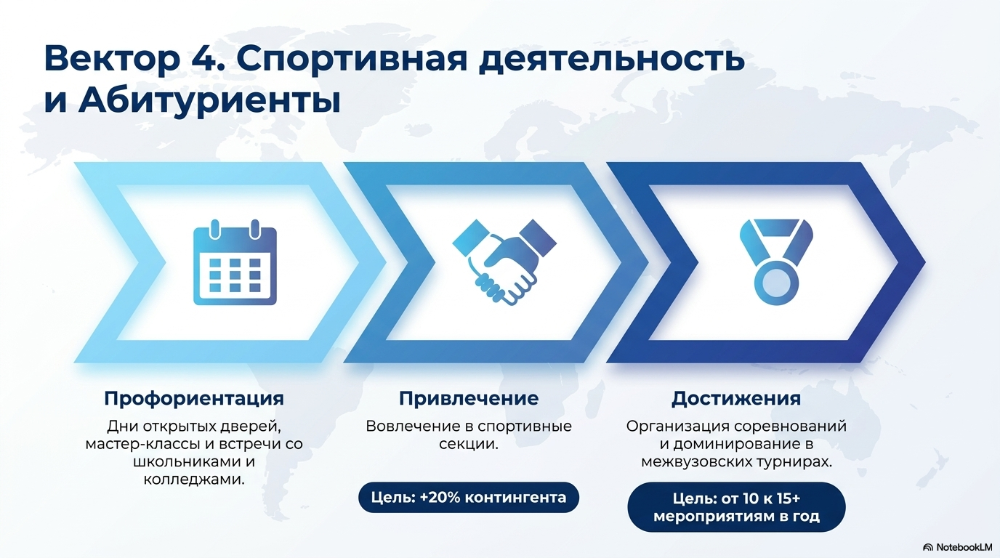 Вектор 4. Спортивная деятельность
и Абитуриенты
Профориентация
Дни открытых дверей,
мастер-классы и встречи со
школьниками и
колледжами.
Привлечение
Вовлечение в спортивные
секции.
Цель: +20% контингента
Достижения
Организация соревнований
и доминирование в
межвузовских турнирах.
Цель: от 10 к 15+
мероприятиям в год
NotebookLM